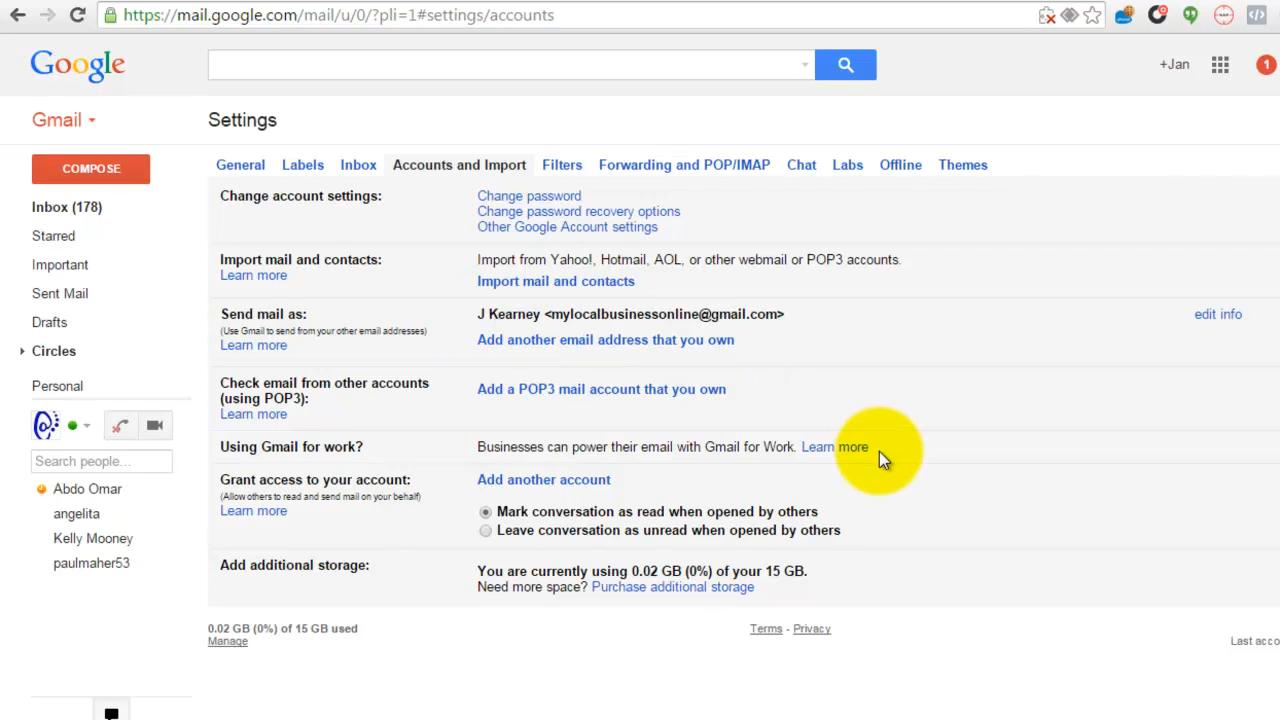 https://mail.google.com/mail/u/0/?pli=1#settings/accounts
Google
+Jan
1
Gmail
Settings
COMPOSE
General Labels Inbox Accounts and Import Filters Forwarding and POP/IMAP Chat Labs Offline Themes
Inbox (178)
Starred
Important
Sent Mail
Drafts
Circles
Personal
Search people...
Abdo Omar
angelita
Kelly Mooney
paulmaher53
Change account settings:
Change password
Change password recovery options
Other Google Account settings
Import mail and contacts:
Learn more
Import from Yahoo!, Hotmail, AOL, or other webmail or POP3 accounts.
Import mail and contacts
Send mail as:
(Use Gmail to send from your other email addresses)
Learn more
J Kearney <mylocalbusinessonline@gmail.com>
edit info
Add another email address that you own
Check email from other accounts
(using POP3):
Learn more
Add a POP3 mail account that you own
Using Gmail for work?
Businesses can power their email with Gmail for Work. Learn more
Grant access to your account:
(Allow others to read and send mail on your behalf)
Learn more
Add another account
Mark conversation as read when opened by others
Leave conversation as unread when opened by others
Add additional storage:
You are currently using 0.02 GB (0%) of your 15 GB.
Need more space? Purchase additional storage
0.02 GB (0%) of 15 GB used
Manage
Terms - Privacy
Last acco